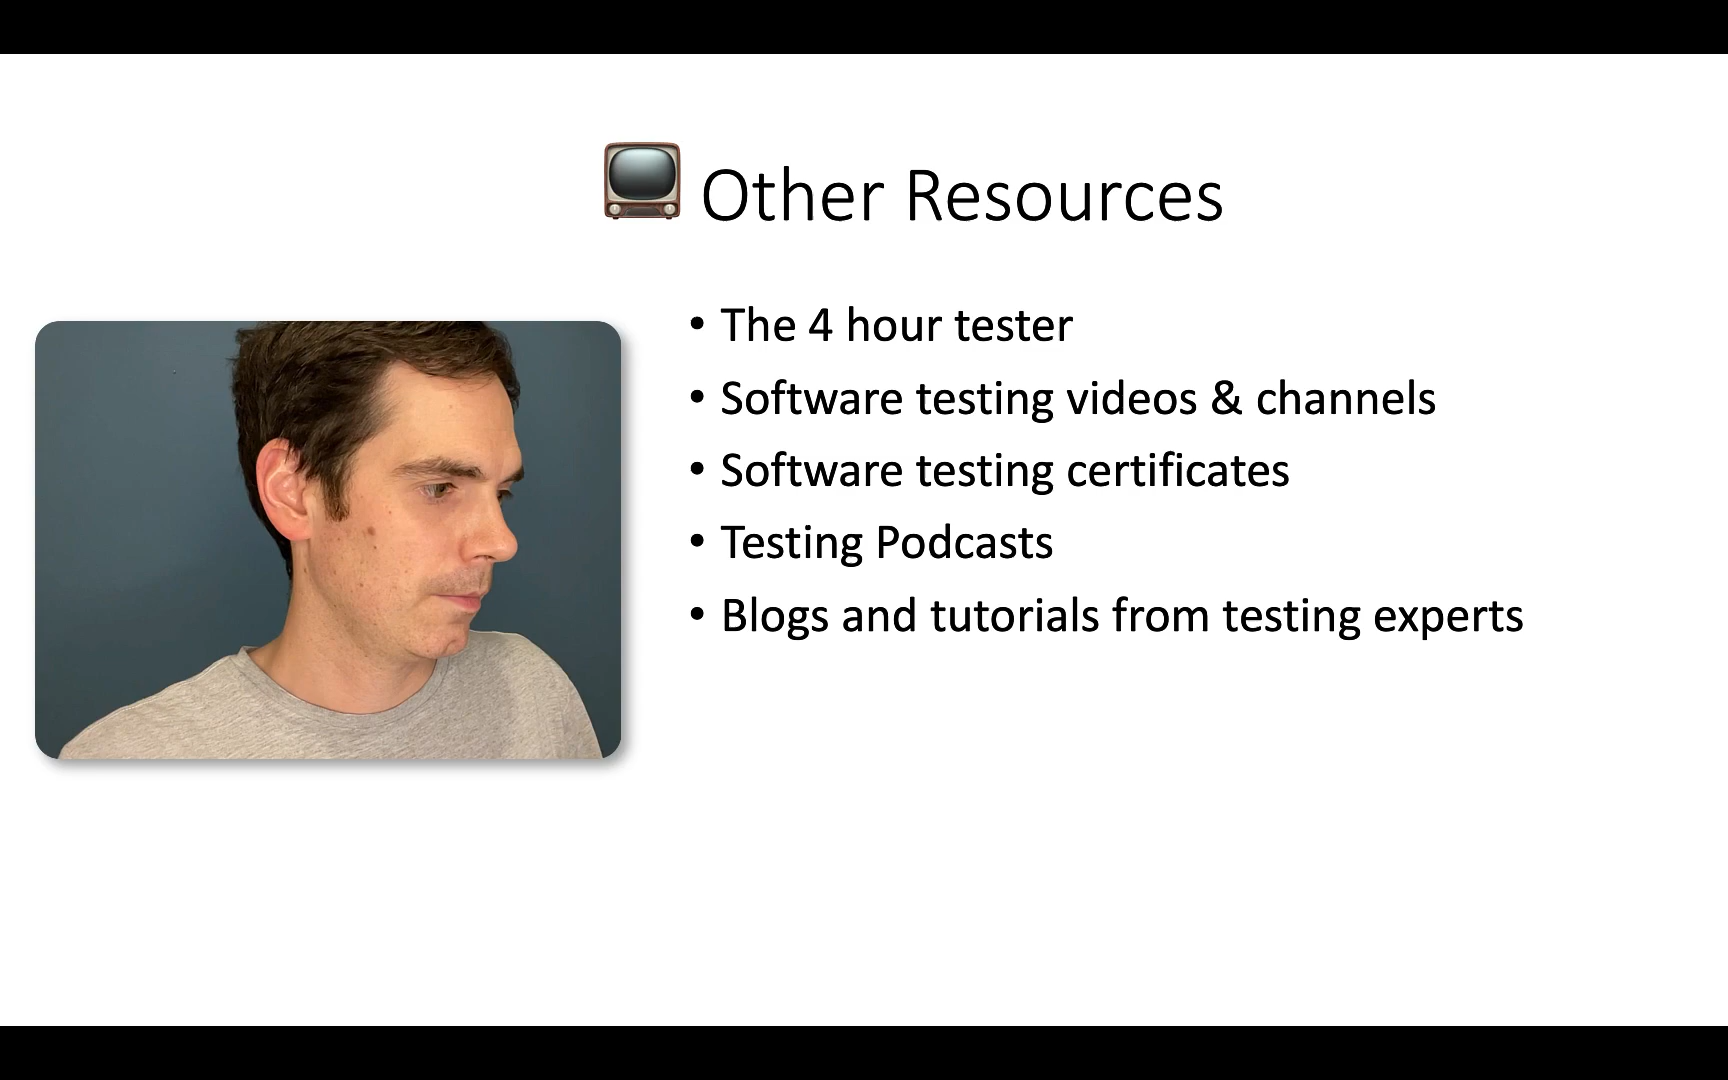 Other Resources
• The 4 hour tester
• Software testing videos & channels
• Software testing certificates
• Testing Podcasts
• Blogs and tutorials from testing experts